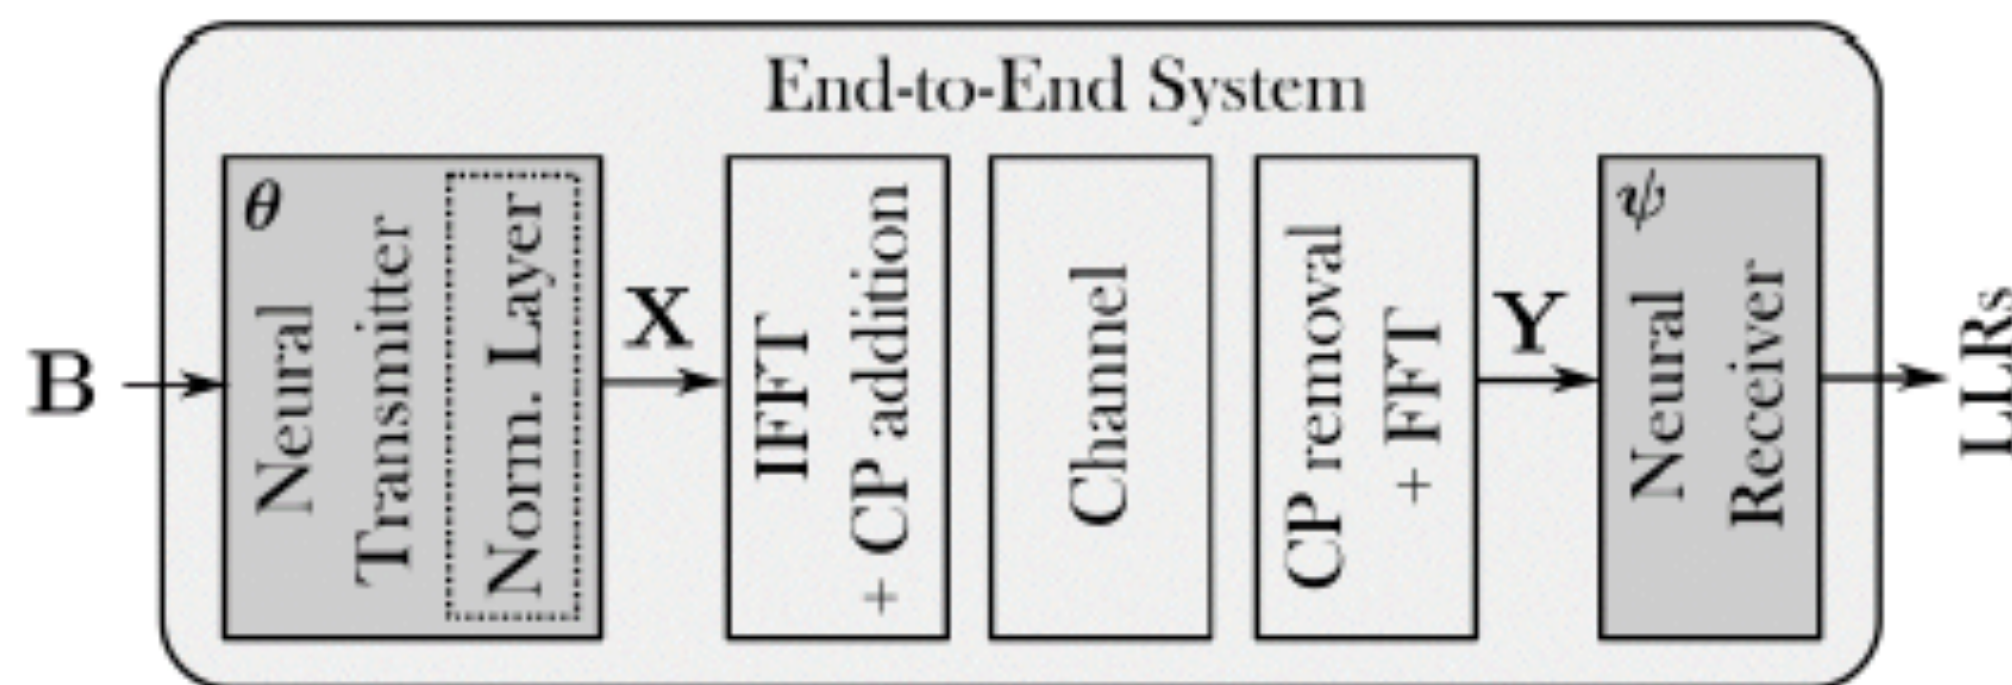 End-to-End System
B
θ
Neural
Transmitter
Norm. Layer
X
IFFT
+ CP addition
Channel
CP removal
+ FFT
Y
ψ
Neural
Receiver
LLRs